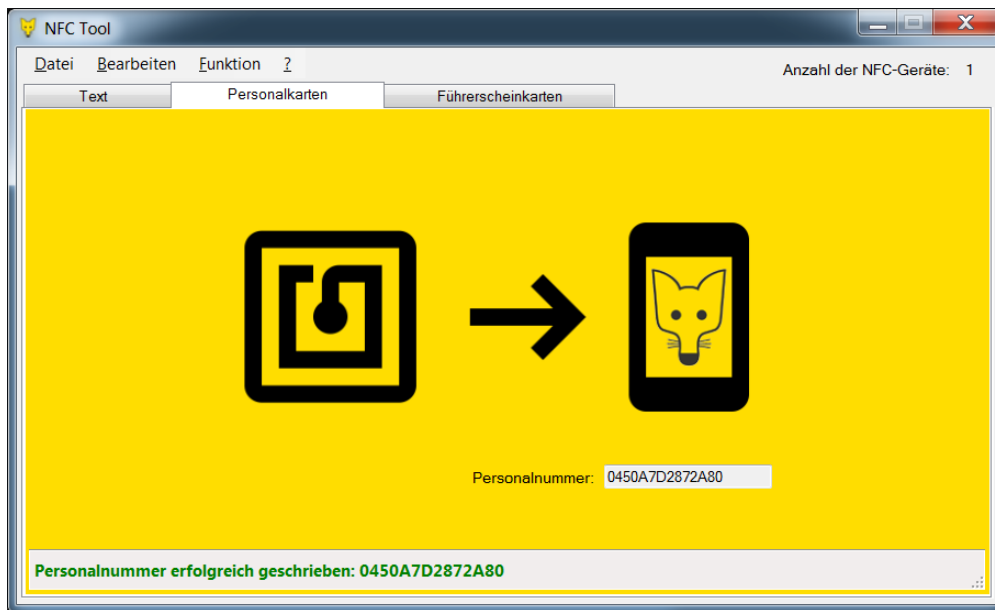 NFC Tool
Datei Bearbeiten Funktion ?
Anzahl der NFC-Geräte: 1
Text Personalkarten Führerscheinkarten
Personalnummer: 0450A7D2872A80
Personalnummer erfolgreich geschrieben: 0450A7D2872A80